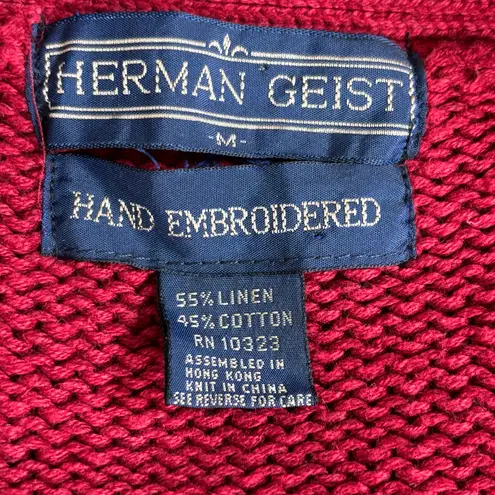 HERMAN GEIST
-M-
HAND EMBROIDERED
55% LINEN
45% COTTON
RN 10323
ASSEMBLED IN
HONG KONG
KNIT IN CHINA
SEE REVERSE FOR CARE